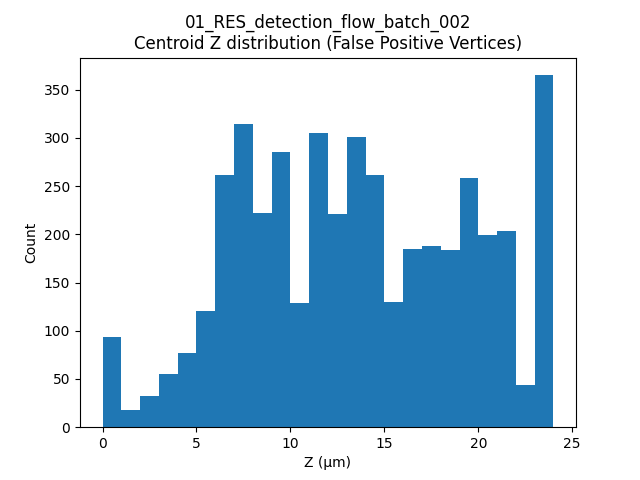 01_RES_detection_flow_batch_002
Centroid Z distribution (False Positive Vertices)
350
300
250
200
150
100
50
0
Count
0 5 10 15 20 25
Z (µm)